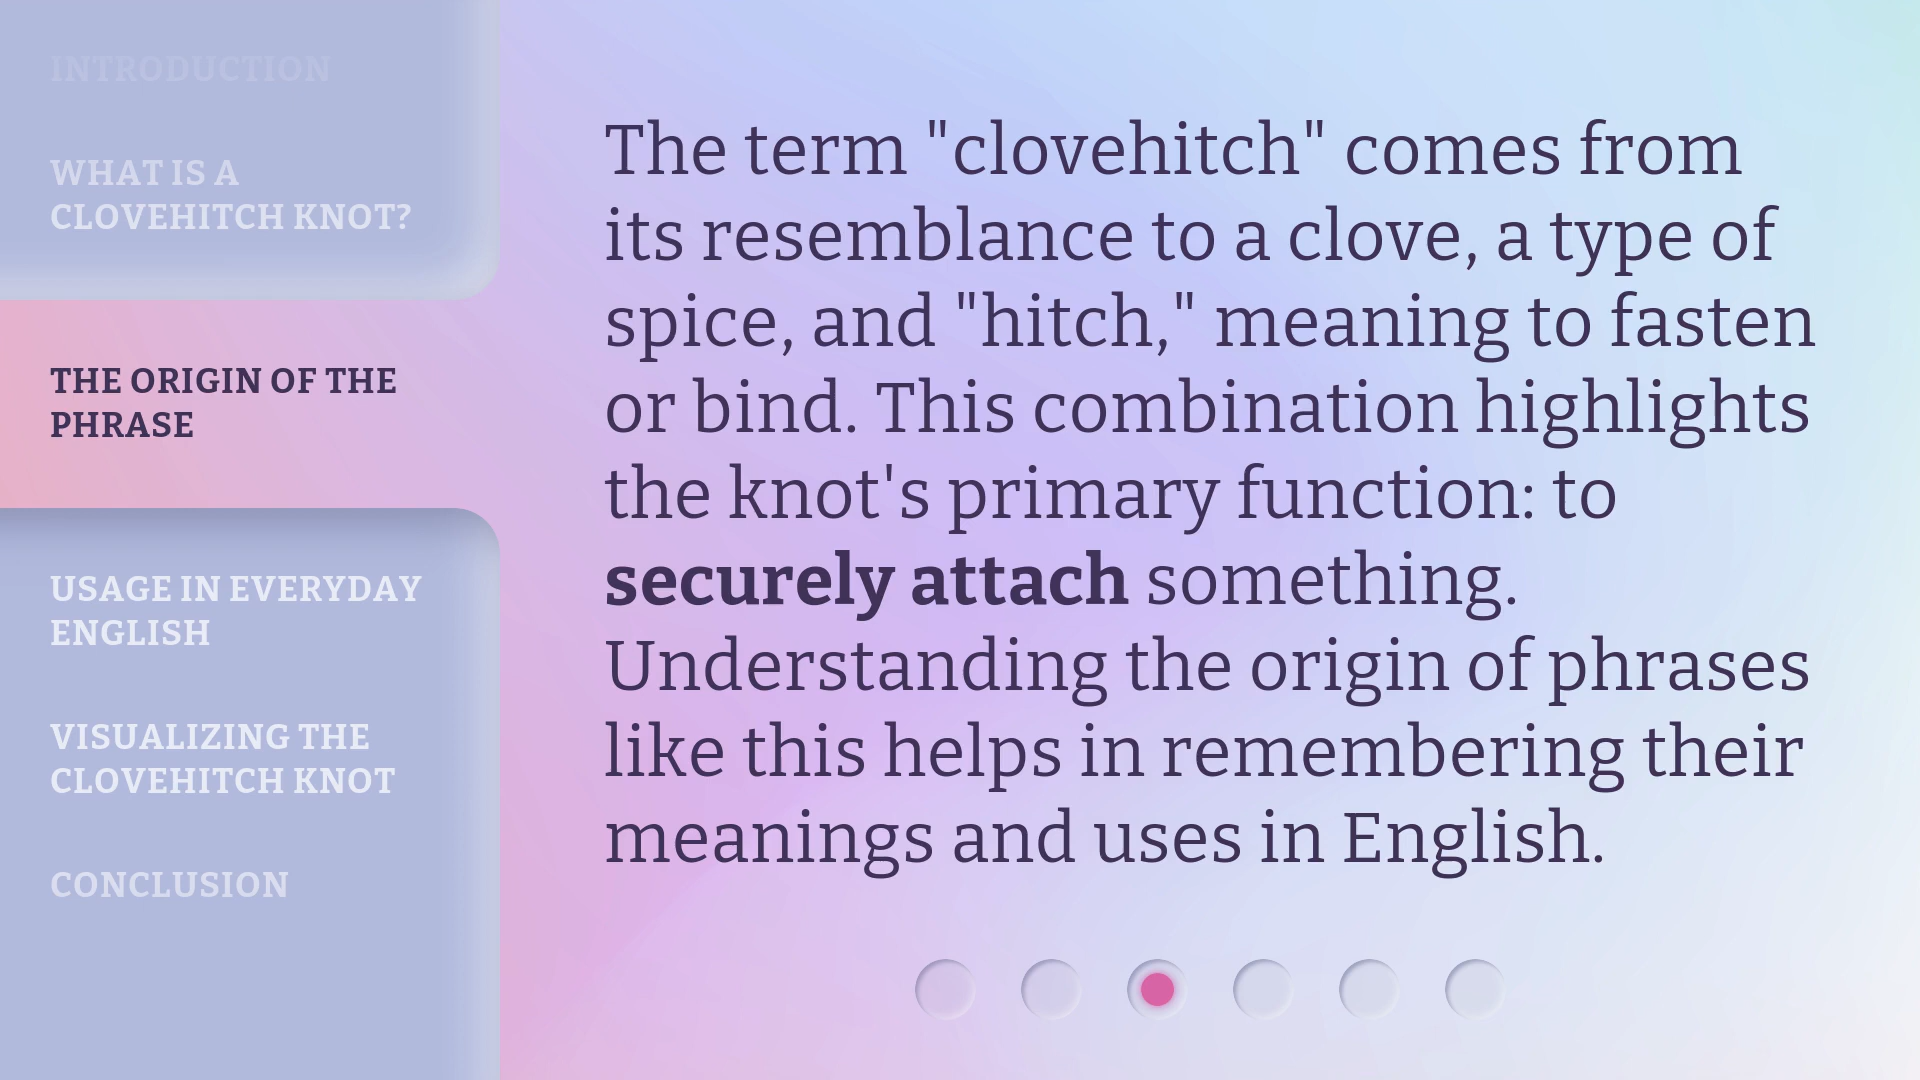 INTRODUCTION
WHAT IS A
CLOVEHITCH KNOT?
THE ORIGIN OF THE
PHRASE
USAGE IN EVERYDAY
ENGLISH
VISUALIZING THE
CLOVEHITCH KNOT
CONCLUSION
The term "clovehitch" comes from
its resemblance to a clove, a type of
spice, and "hitch," meaning to fasten
or bind. This combination highlights
the knot's primary function: to
securely attach something.
Understanding the origin of phrases
like this helps in remembering their
meanings and uses in English.